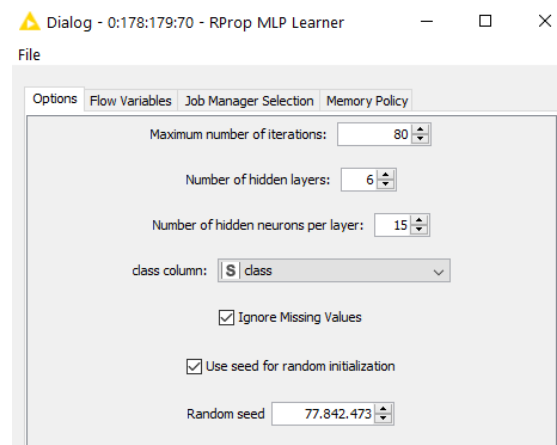 Dialog - 0:178:179:70 - RProp MLP Learner
File
Options Flow Variables Job Manager Selection Memory Policy
Maximum number of iterations: 80
Number of hidden layers: 6
Number of hidden neurons per layer: 15
class column: S class
Ignore Missing Values
Use seed for random initialization
Random seed 77.842.473